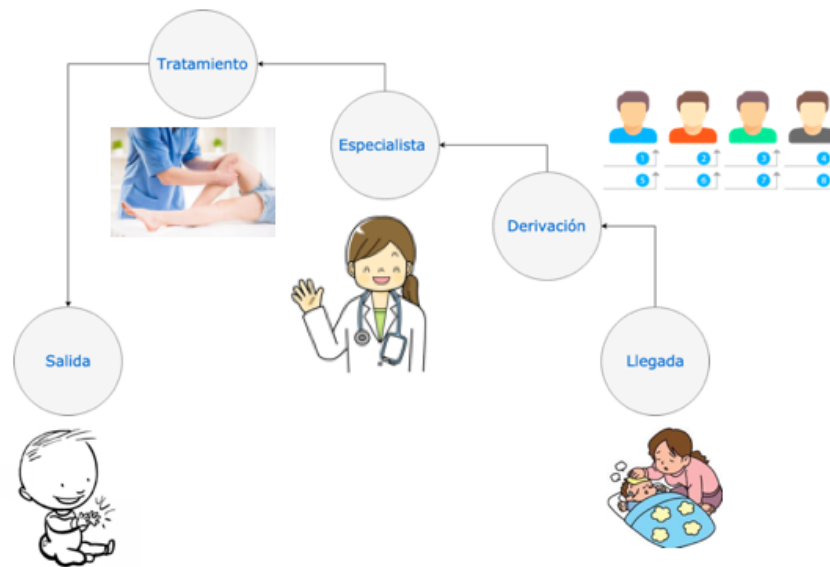 Tratamiento
Especialista
1 2 3 4
Derivación
5 6 7 8
Salida
Llegada